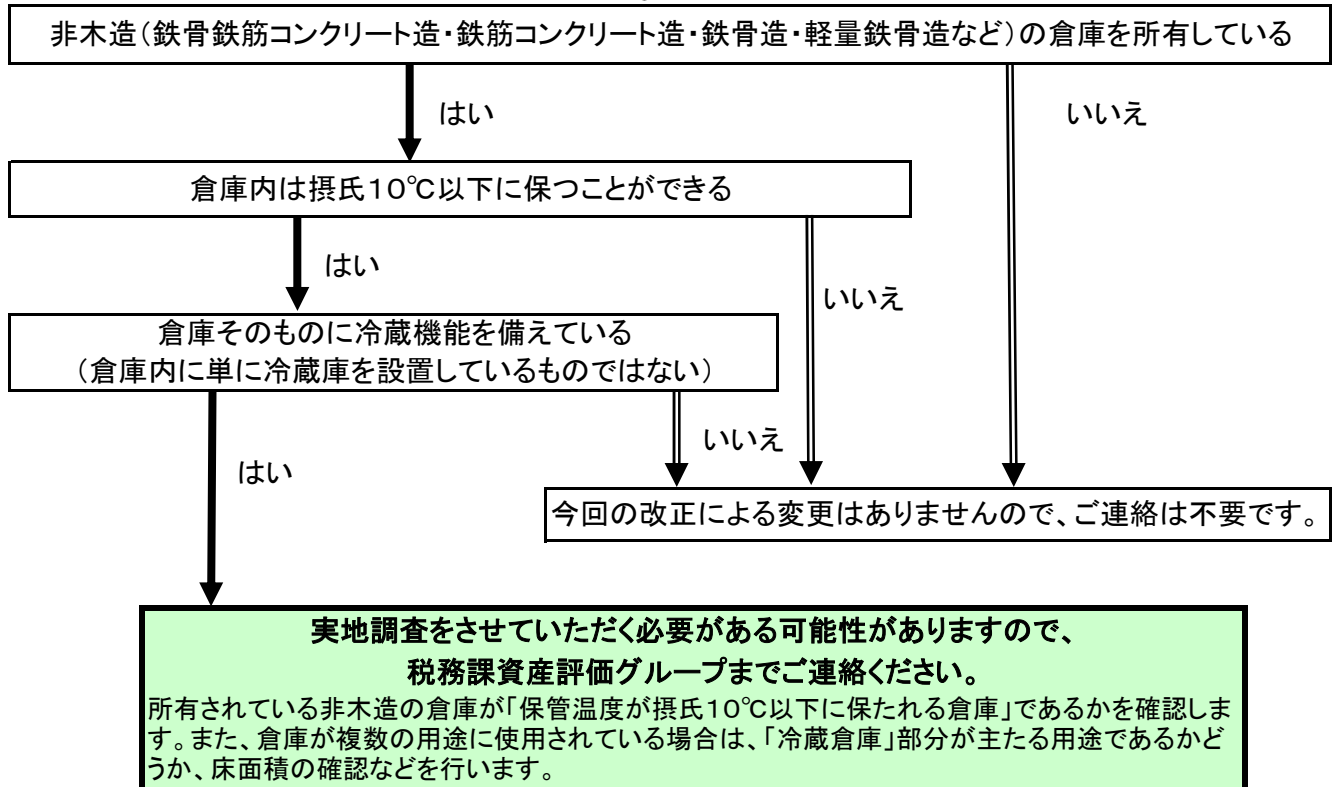 非木造（鉄骨鉄筋コンクリート造・鉄筋コンクリート造・鉄骨造・軽量鉄骨造など）の倉庫を所有している
はい
いいえ
倉庫内は摂氏１０℃以下に保つことができる
はい
いいえ
倉庫そのものに冷蔵機能を備えている
（倉庫内に単に冷蔵庫を設置しているものではない）
いいえ
はい
今回の改正による変更はありませんので、ご連絡は不要です。
実地調査をさせていただく必要がある可能性がありますので、
税務課資産評価グループまでご連絡ください。
所有されている非木造の倉庫が「保管温度が摂氏１０℃以下に保たれる倉庫」であるかを確認しま
す。また、倉庫が複数の用途に使用されている場合は、「冷蔵倉庫」部分が主たる用途であるかど
うか、床面積の確認などを行います。